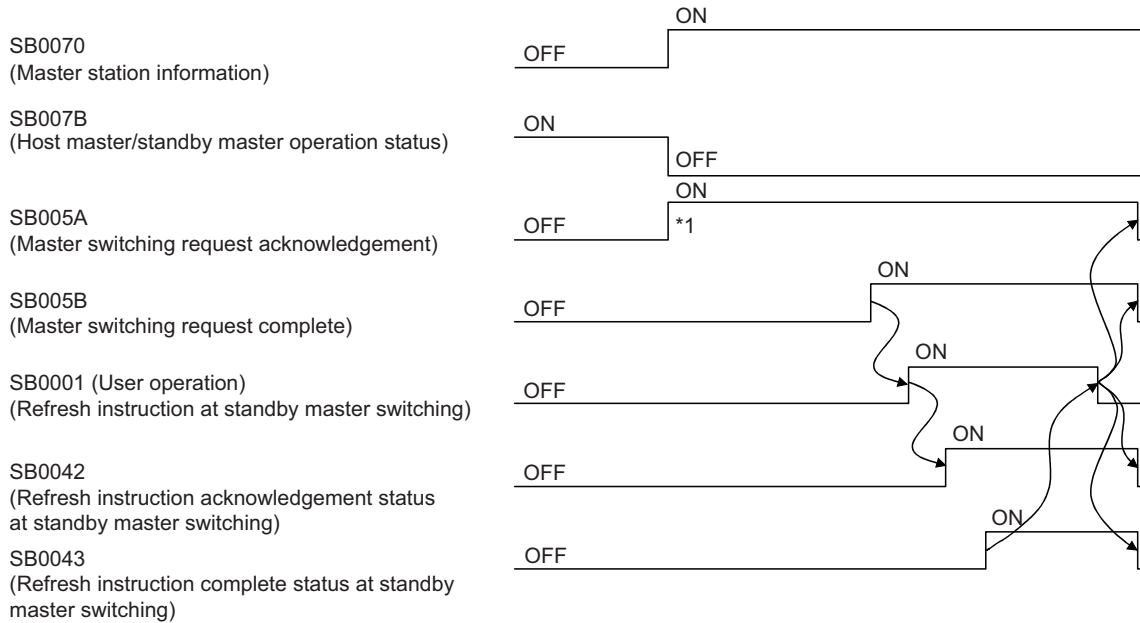 ON
SB0070
OFF
(Master station information)
SB007B
ON
(Host master/standby master operation status)
OFF
ON
SB005A
OFF
*1
(Master switching request acknowledgement)
ON
SB005B
OFF
(Master switching request complete)
ON
SB0001 (User operation)
OFF
(Refresh instruction at standby master switching)
ON
SB0042
OFF
(Refresh instruction acknowledgement status
at standby master switching)
ON
SB0043
OFF
(Refresh instruction complete status at standby
master switching)